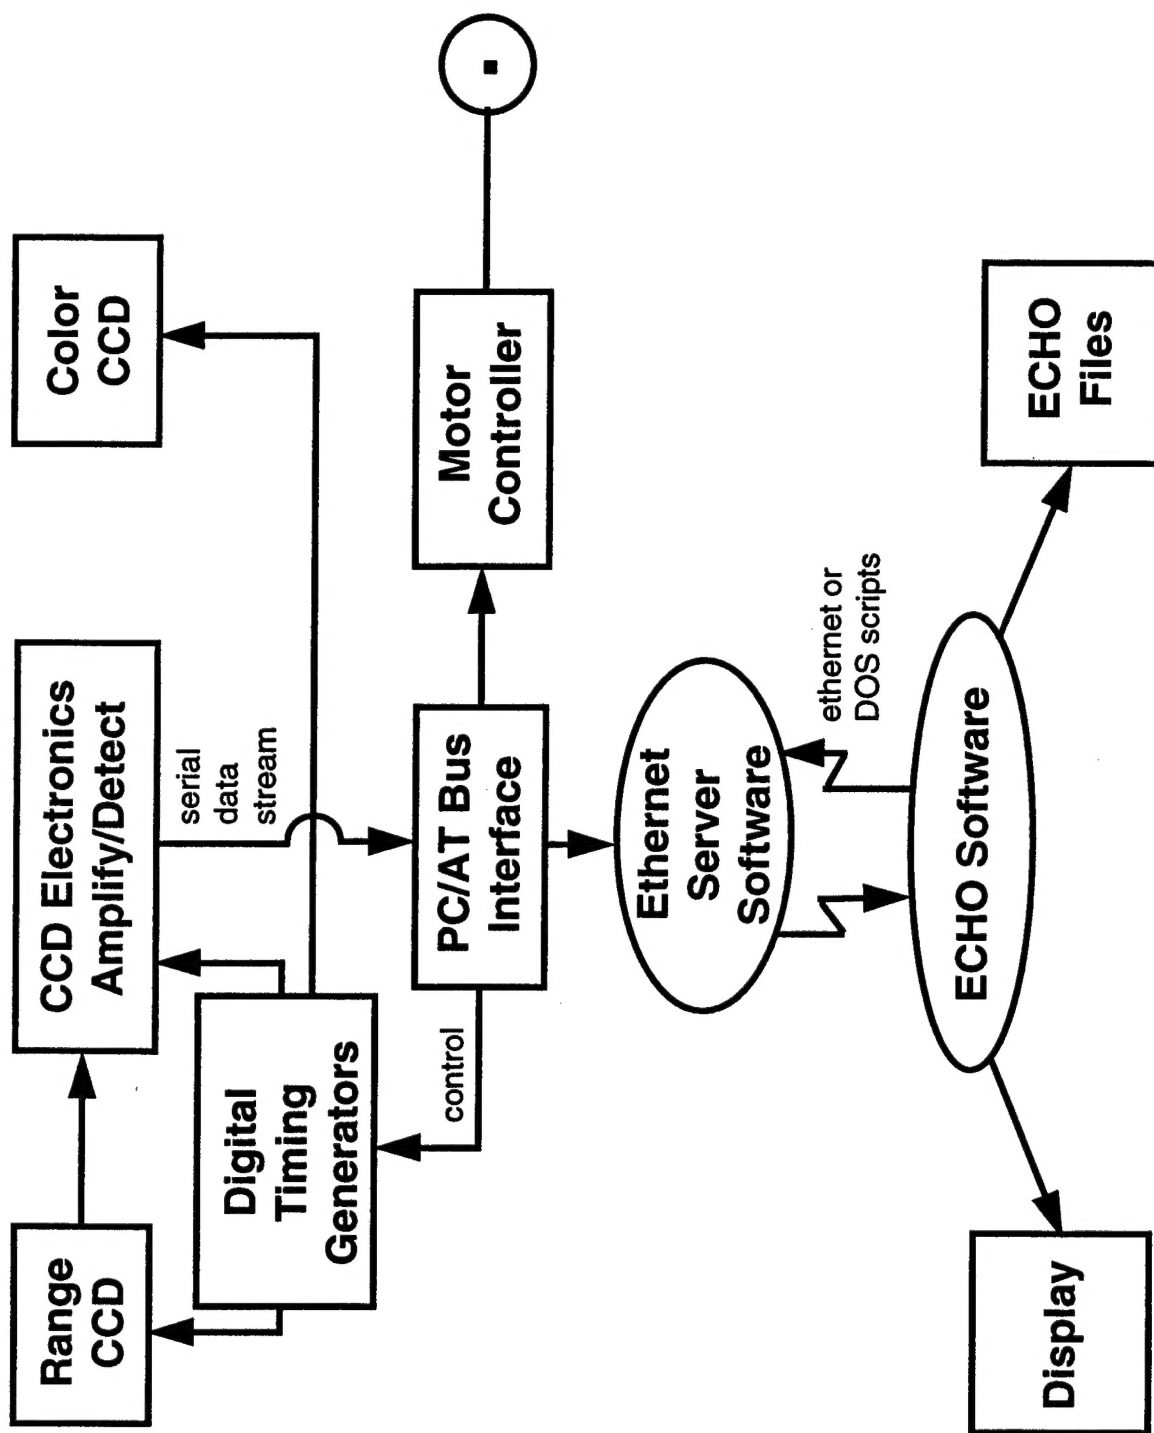 Range
CCD
CCD Electronics
Amplify/Detect
Color
CCD
Digital
Timing
Generators
serial
data
stream
control
PC/AT Bus
Interface
Motor
Controller
Ethernet
Server
Software
ethernet or
DOS scripts
ECHO Software
Display
ECHO
Files